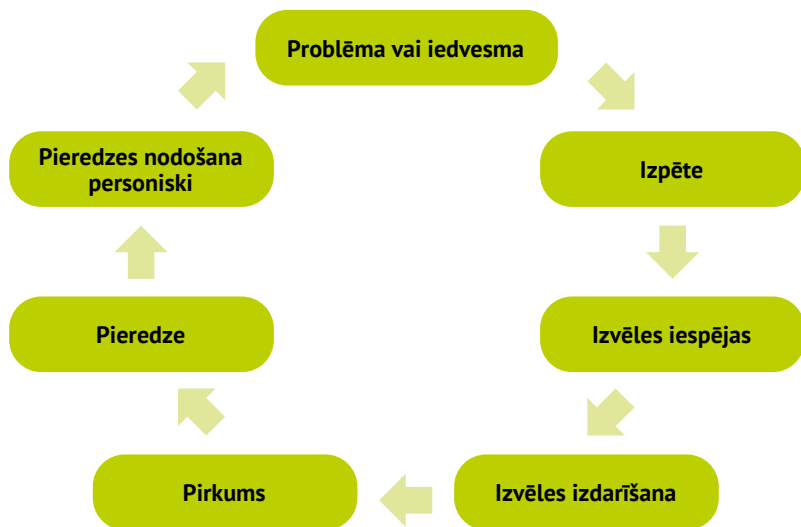 Problēma vai iedvesma
Izpēte
Izvēles iespējas
Izvēles izdarīšana
Pirkums
Pieredze
Pieredzes nodošana
personiski